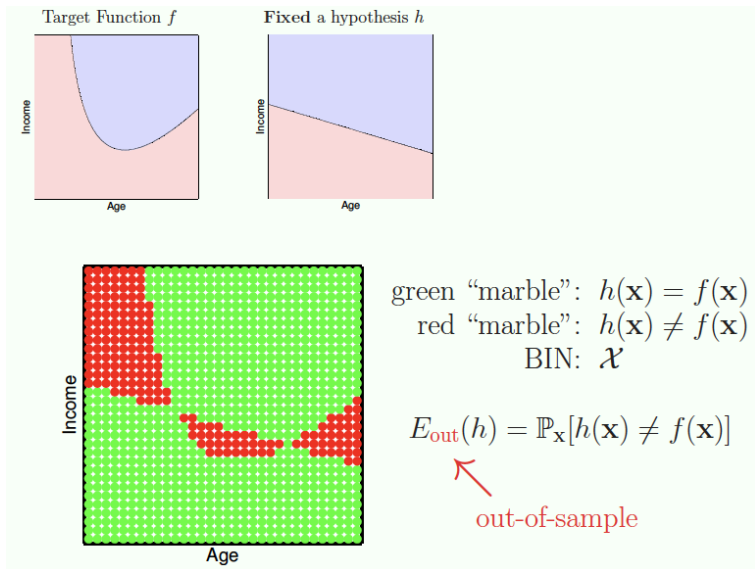 Target Function f
Fixed a hypothesis h
Income
Age
Income
Age
Income
Age
green “marble”: h(x) = f(x)
red “marble”: h(x) ≠ f(x)
BIN: 𝒳
E_out(h) = ℙ_x[h(x) ≠ f(x)]
out-of-sample